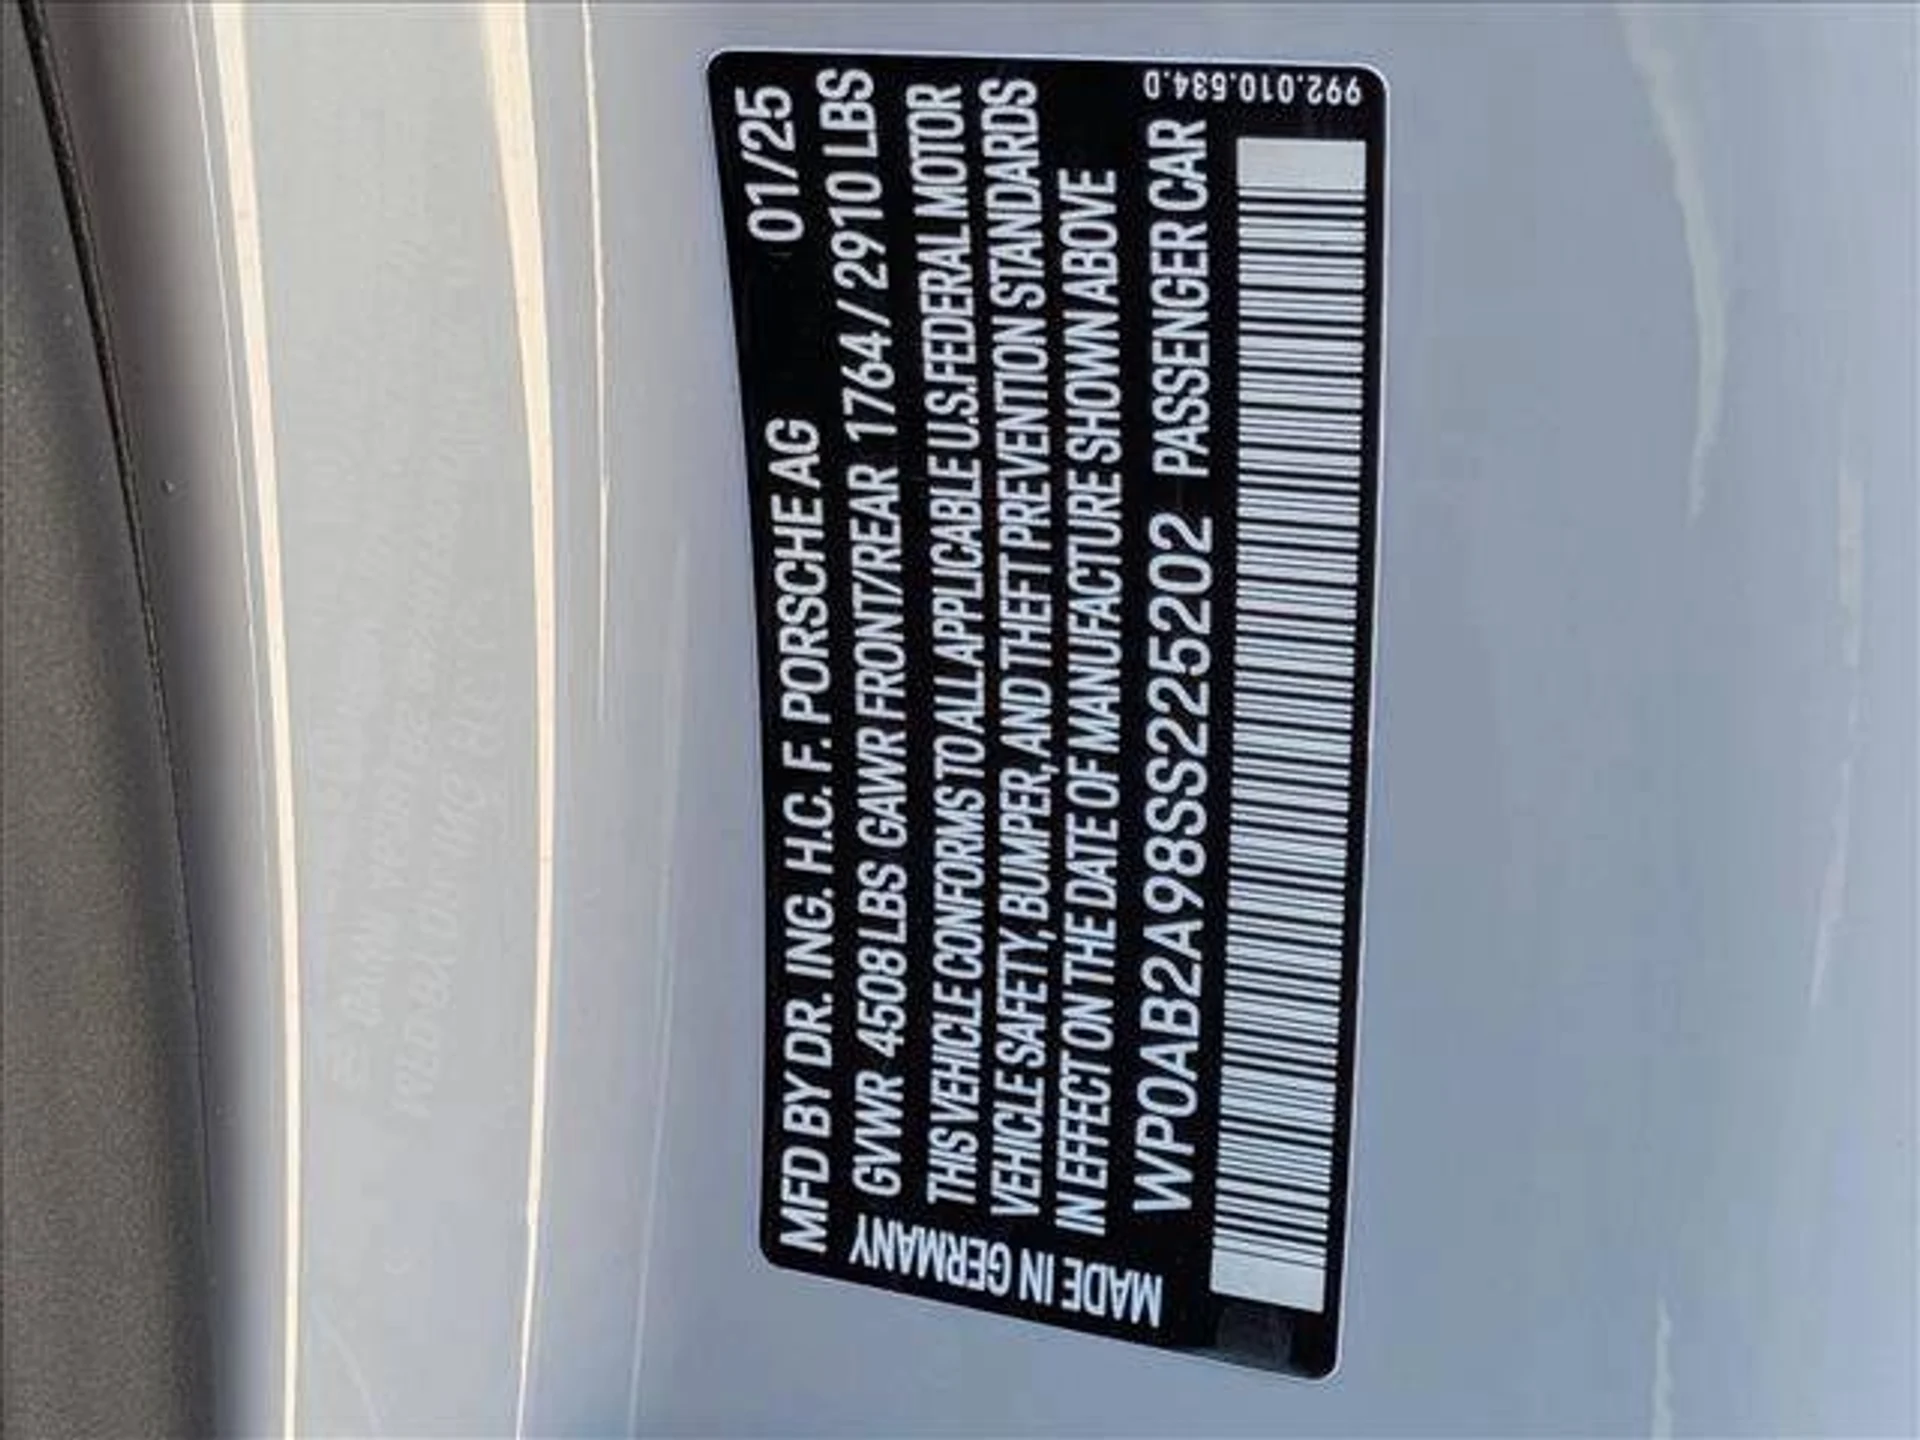 MFD BY DR. ING. H.C. F. PORSCHE AG 01/25
GVWR 4508 LBS GAWR FRONT/REAR 1764/2910 LBS
THIS VEHICLE CONFORMS TO ALL APPLICABLE U.S. FEDERAL MOTOR
VEHICLE SAFETY, BUMPER, AND THEFT PREVENTION STANDARDS
IN EFFECT ON THE DATE OF MANUFACTURE SHOWN ABOVE
WP0AB2A98SS225202 PASSENGER CAR
MADE IN GERMANY
992.010.534.D